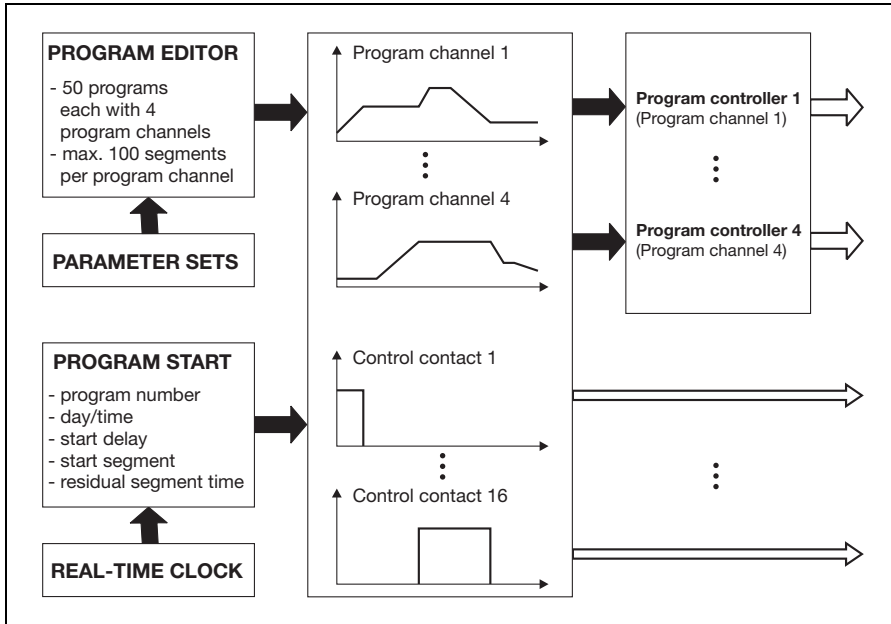 PROGRAM EDITOR
- 50 programs
each with 4
program channels
- max. 100 segments
per program channel
PARAMETER SETS
PROGRAM START
- program number
- day/time
- start delay
- start segment
- residual segment time
REAL-TIME CLOCK
Program channel 1
Program channel 4
Control contact 1
Control contact 16
Program controller 1
(Program channel 1)
Program controller 4
(Program channel 4)